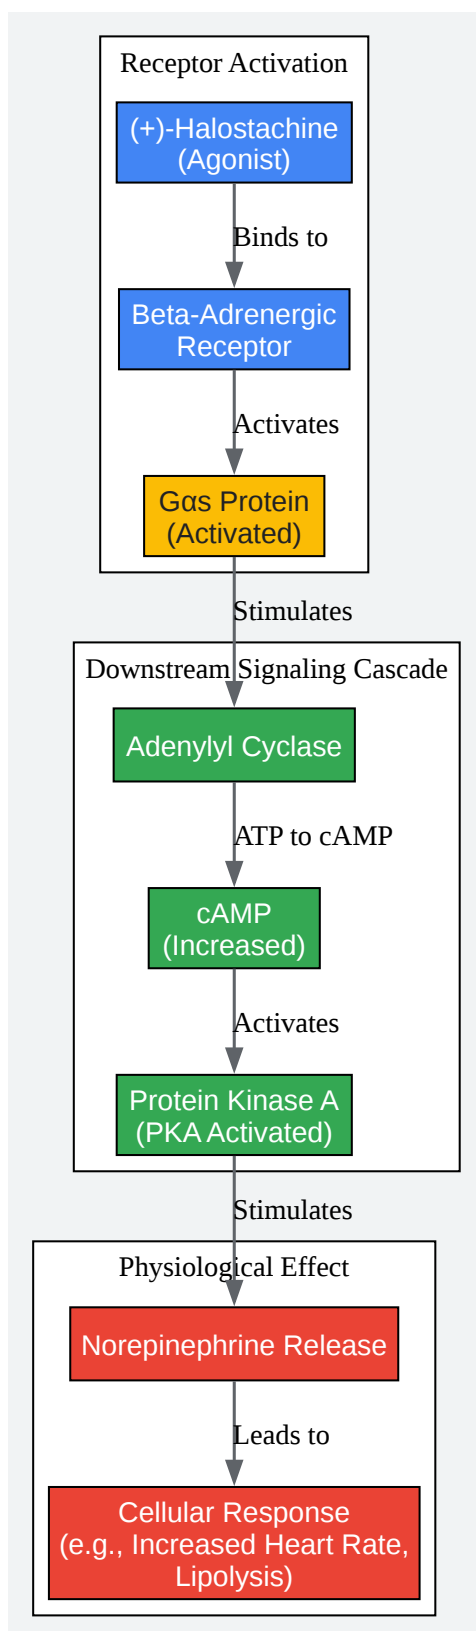 Receptor Activation
(+)-Halostachine
(Agonist)
Binds to
Beta-Adrenergic
Receptor
Activates
Gαs Protein
(Activated)
Stimulates
Downstream Signaling Cascade
Adenylyl Cyclase
ATP to cAMP
cAMP
(Increased)
Activates
Protein Kinase A
(PKA Activated)
Stimulates
Physiological Effect
Norepinephrine Release
Leads to
Cellular Response
(e.g., Increased Heart Rate,
Lipolysis)